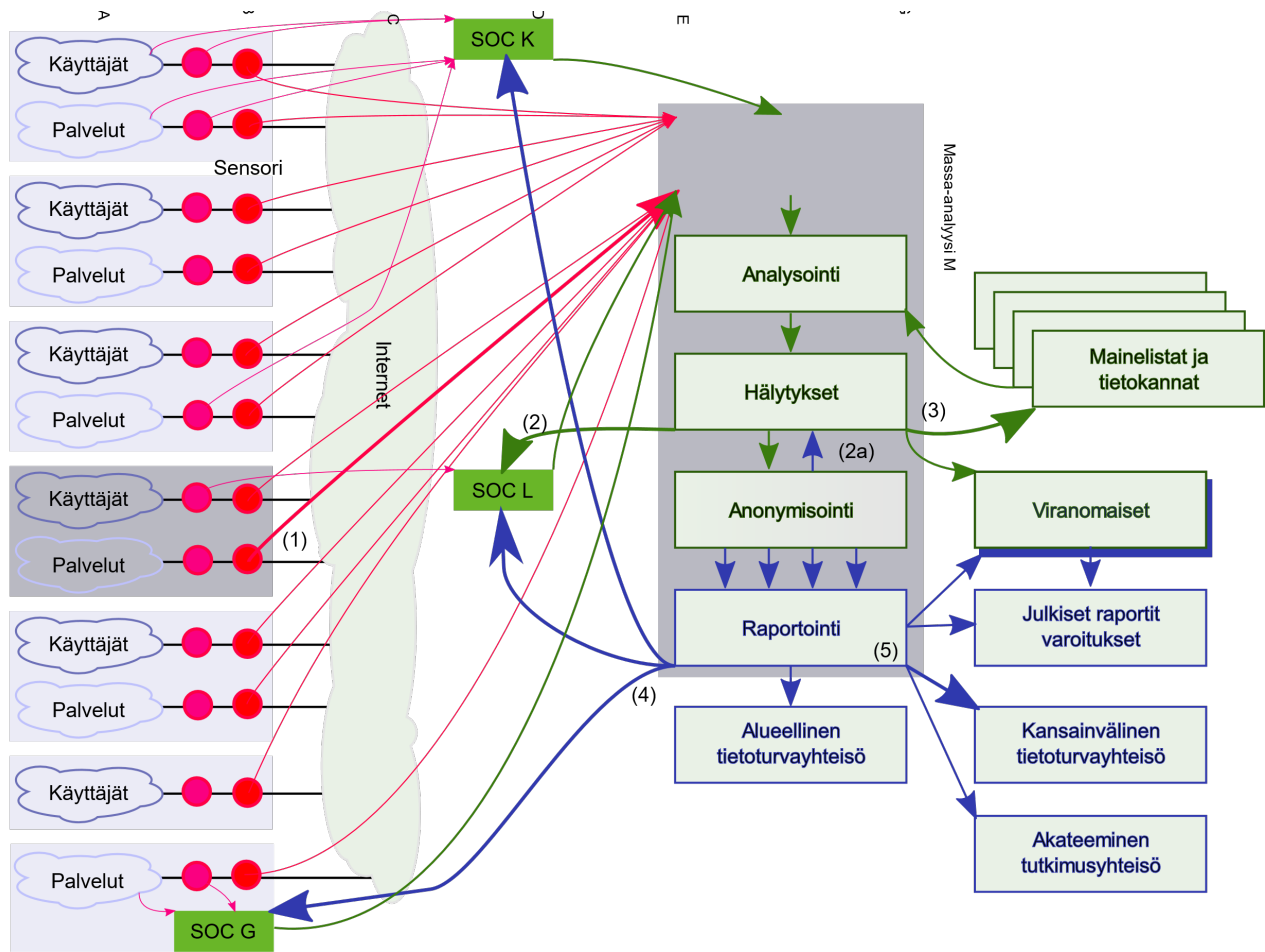 A
C
D
E
SOC K
Käyttäjät
Palvelut
Sensori
Käyttäjät
Palvelut
Käyttäjät
Palvelut
Käyttäjät
Palvelut
(1)
Käyttäjät
Palvelut
Käyttäjät
Palvelut
SOC G
Internet
(2)
SOC L
(4)
Massa-analyysi M
Analysointi
Hälytykset
(3)
(2a)
Anonymisointi
Raportointi
(5)
Alueellinen
tietoturvayhteisö
Mainelistat ja
tietokannat
Viranomaiset
Julkiset raportit
varoitukset
Kansainvälinen
tietoturvayhteisö
Akateeminen
tutkimusyhteisö